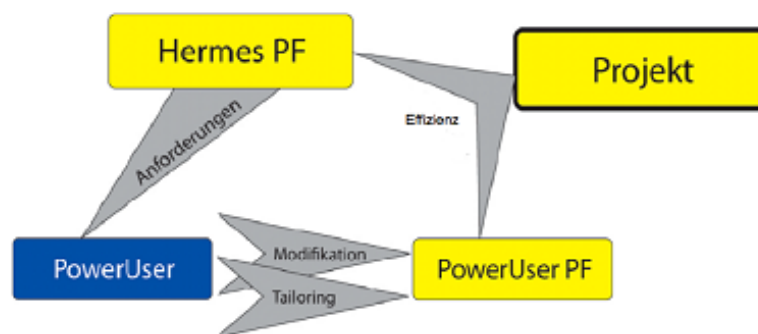 Hermes PF
Projekt
Anforderungen
Effizienz
PowerUser
Modifikation
Tailoring
PowerUser PF